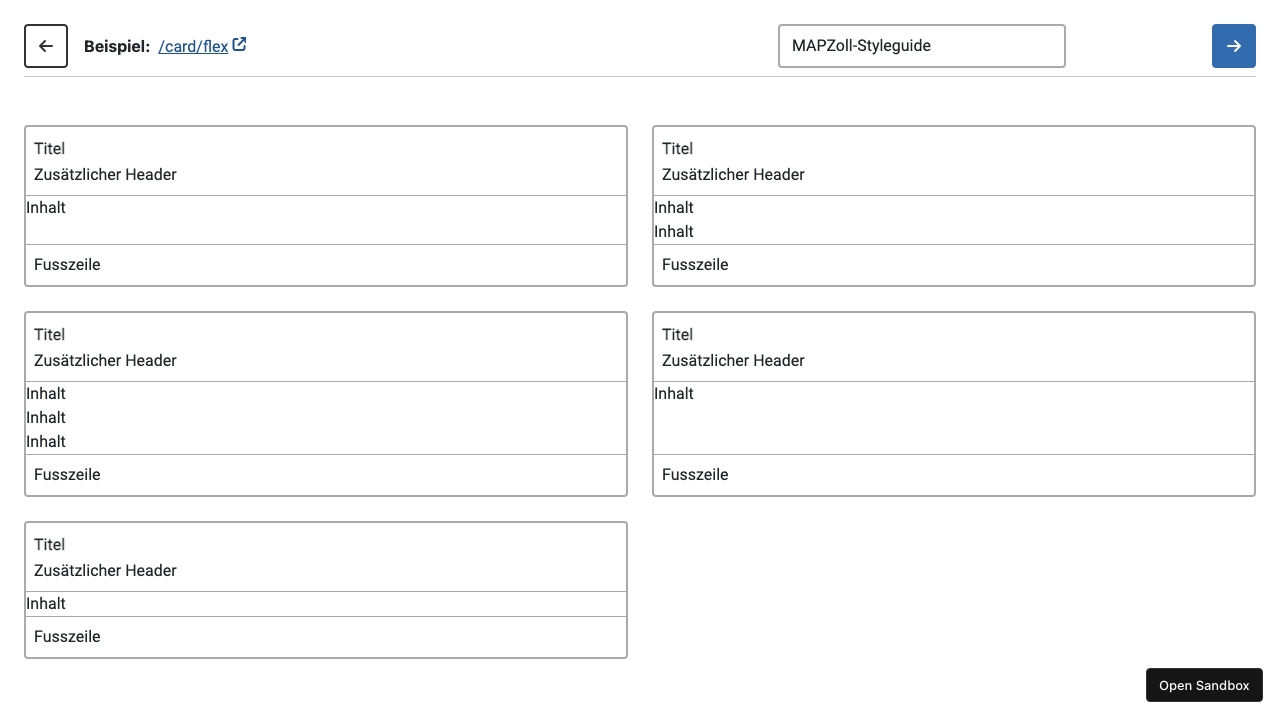 Beispiel: /card/flex
MAPZoll-Styleguide
Titel
Zusätzlicher Header
Inhalt
Fusszeile
Titel
Zusätzlicher Header
Inhalt
Inhalt
Fusszeile
Titel
Zusätzlicher Header
Inhalt
Inhalt
Inhalt
Fusszeile
Titel
Zusätzlicher Header
Inhalt
Fusszeile
Titel
Zusätzlicher Header
Inhalt
Fusszeile
Open Sandbox